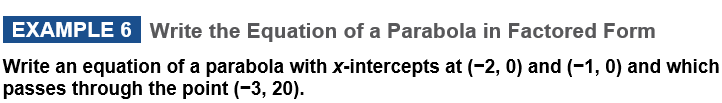 EXAMPLE 6 Write the Equation of a Parabola in Factored Form
Write an equation of a parabola with x-intercepts at (−2, 0) and (−1, 0) and which
passes through the point (−3, 20).